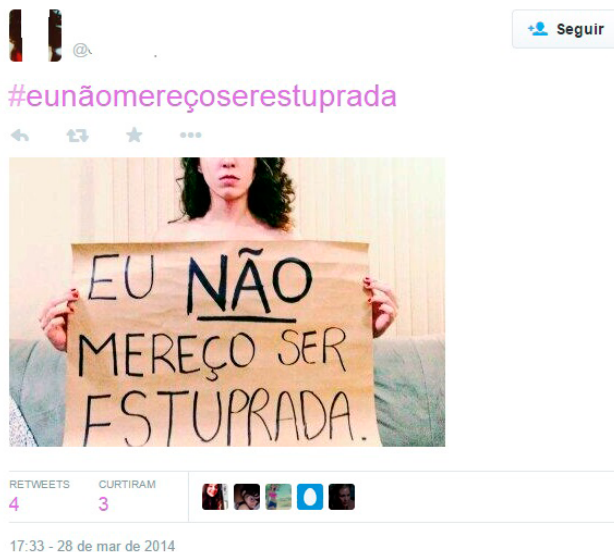 Seguir
#eunãomereçoserestuprada
EU NÃO
MEREÇO SER
ESTUPRADA.
RETWEETS
CURTIRAM
4
3
17:33 - 28 de mar de 2014